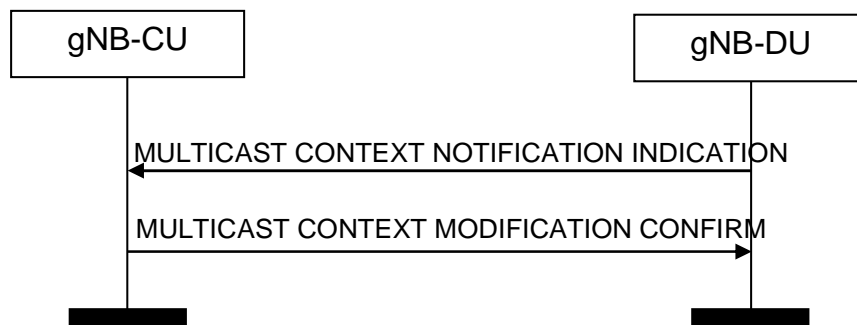 gNB-CU
gNB-DU
MULTICAST CONTEXT NOTIFICATION INDICATION
MULTICAST CONTEXT MODIFICATION CONFIRM